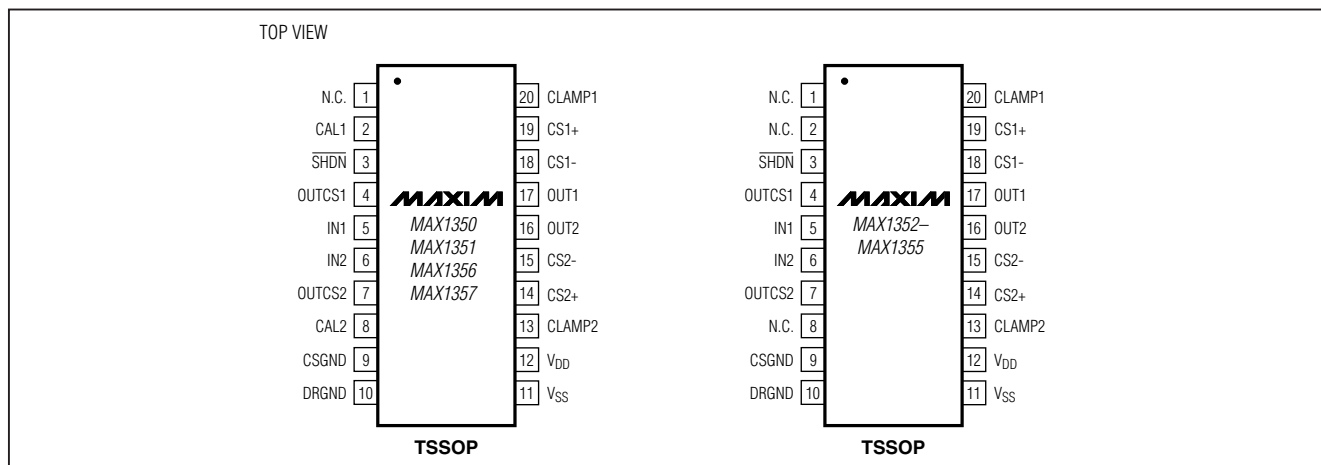 TOP VIEW
N.C. 1
CAL1 2
SHDN 3
OUTCS1 4
IN1 5
IN2 6
OUTCS2 7
CAL2 8
CSGND 9
DRGND 10
MAXIM
MAX1350
MAX1351
MAX1356
MAX1357
20 CLAMP1
19 CS1+
18 CS1-
17 OUT1
16 OUT2
15 CS2-
14 CS2+
13 CLAMP2
12 VDD
11 VSS
TSSOP
N.C. 1
N.C. 2
SHDN 3
OUTCS1 4
IN1 5
IN2 6
OUTCS2 7
N.C. 8
CSGND 9
DRGND 10
MAXIM
MAX1352–
MAX1355
20 CLAMP1
19 CS1+
18 CS1-
17 OUT1
16 OUT2
15 CS2-
14 CS2+
13 CLAMP2
12 VDD
11 VSS
TSSOP